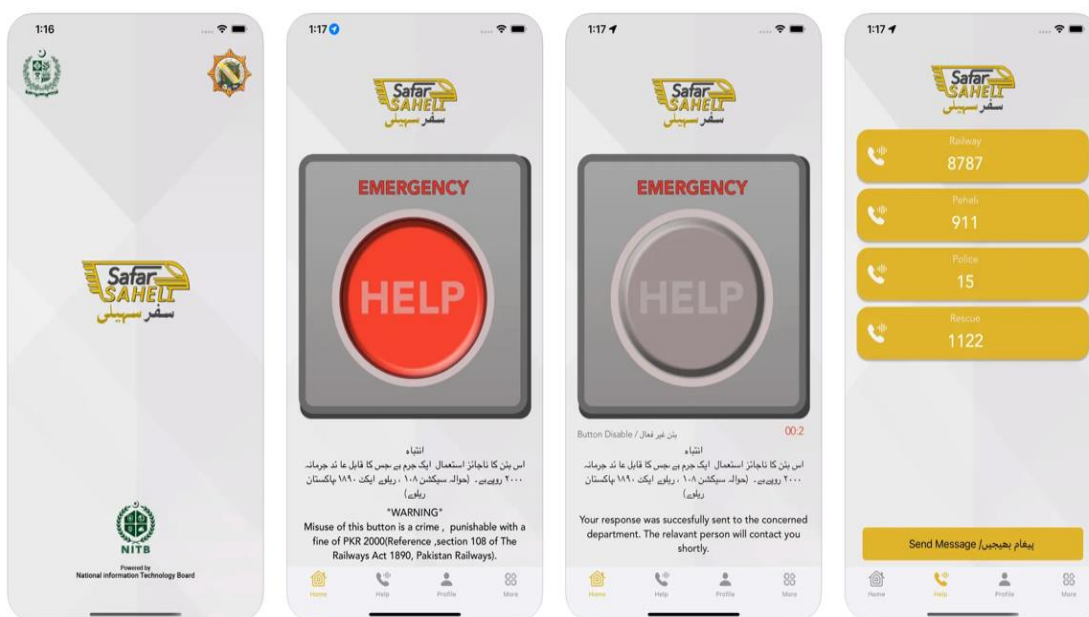 1:16
Safar
SAHELI
سفر سہیلی
NITB
Powered by
National information Technology Board
1:17
Safar
SAHELI
سفر سہیلی
EMERGENCY
HELP
انتباہ
اس بٹن کا ناجائز استعمال ایک جرم ہے جس کا قابل عا ئد جرمانہ
۲۰۰۰ روپےہے۔ (حوالہ سیکشن ۱۰۸ ، ریلوے ایکٹ ۱۸۹۰ پاکستان
ریلوے)
"WARNING"
Misuse of this button is a crime , punishable with a
fine of PKR 2000(Reference ,section 108 of The
Railways Act 1890, Pakistan Railways).
Home Help Profile More
1:17
Safar
SAHELI
سفر سہیلی
EMERGENCY
HELP
Button Disable / بٹن غیر فعال 00:2
انتباہ
اس بٹن کا ناجائز استعمال ایک جرم ہے جس کا قابل عا ئد جرمانہ
۲۰۰۰ روپےہے۔ (حوالہ سیکشن ۱۰۸ ، ریلوے ایکٹ ۱۸۹۰ پاکستان
ریلوے)
Your response was succesfully sent to the concerned
department. The relavant person will contact you
shortly.
Home Help Profile More
1:17
Safar
SAHELI
سفر سہیلی
Railway
8787
Peheli
911
Police
15
Rescue
1122
Send Message/ پیغام بھیجیں
Home Help Profile More